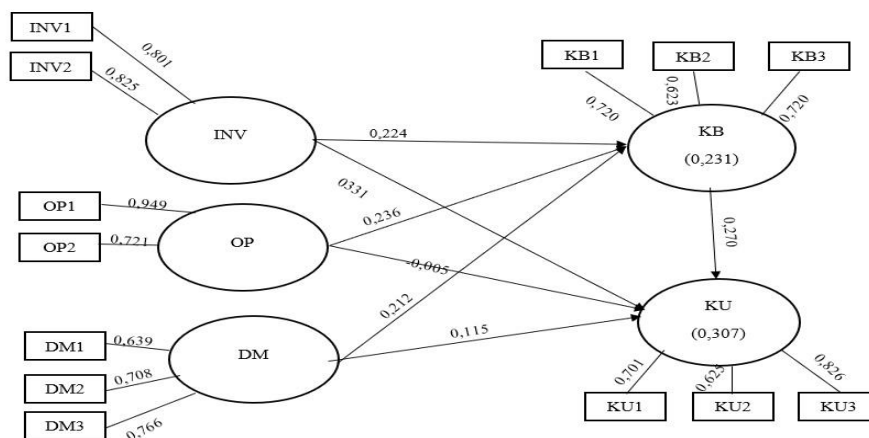 INV1
INV2
0,801
0,825
INV
KB1
KB2
KB3
0,720
0,623
0,720
KB
(0,231)
0,224
0331
OP1
OP2
0,949
0,721
OP
0,236
-0,005
0,270
0,212
DM1
DM2
DM3
0,639
0,708
0,766
DM
0,115
KU
(0,307)
0,701
0,625
0,826
KU1
KU2
KU3